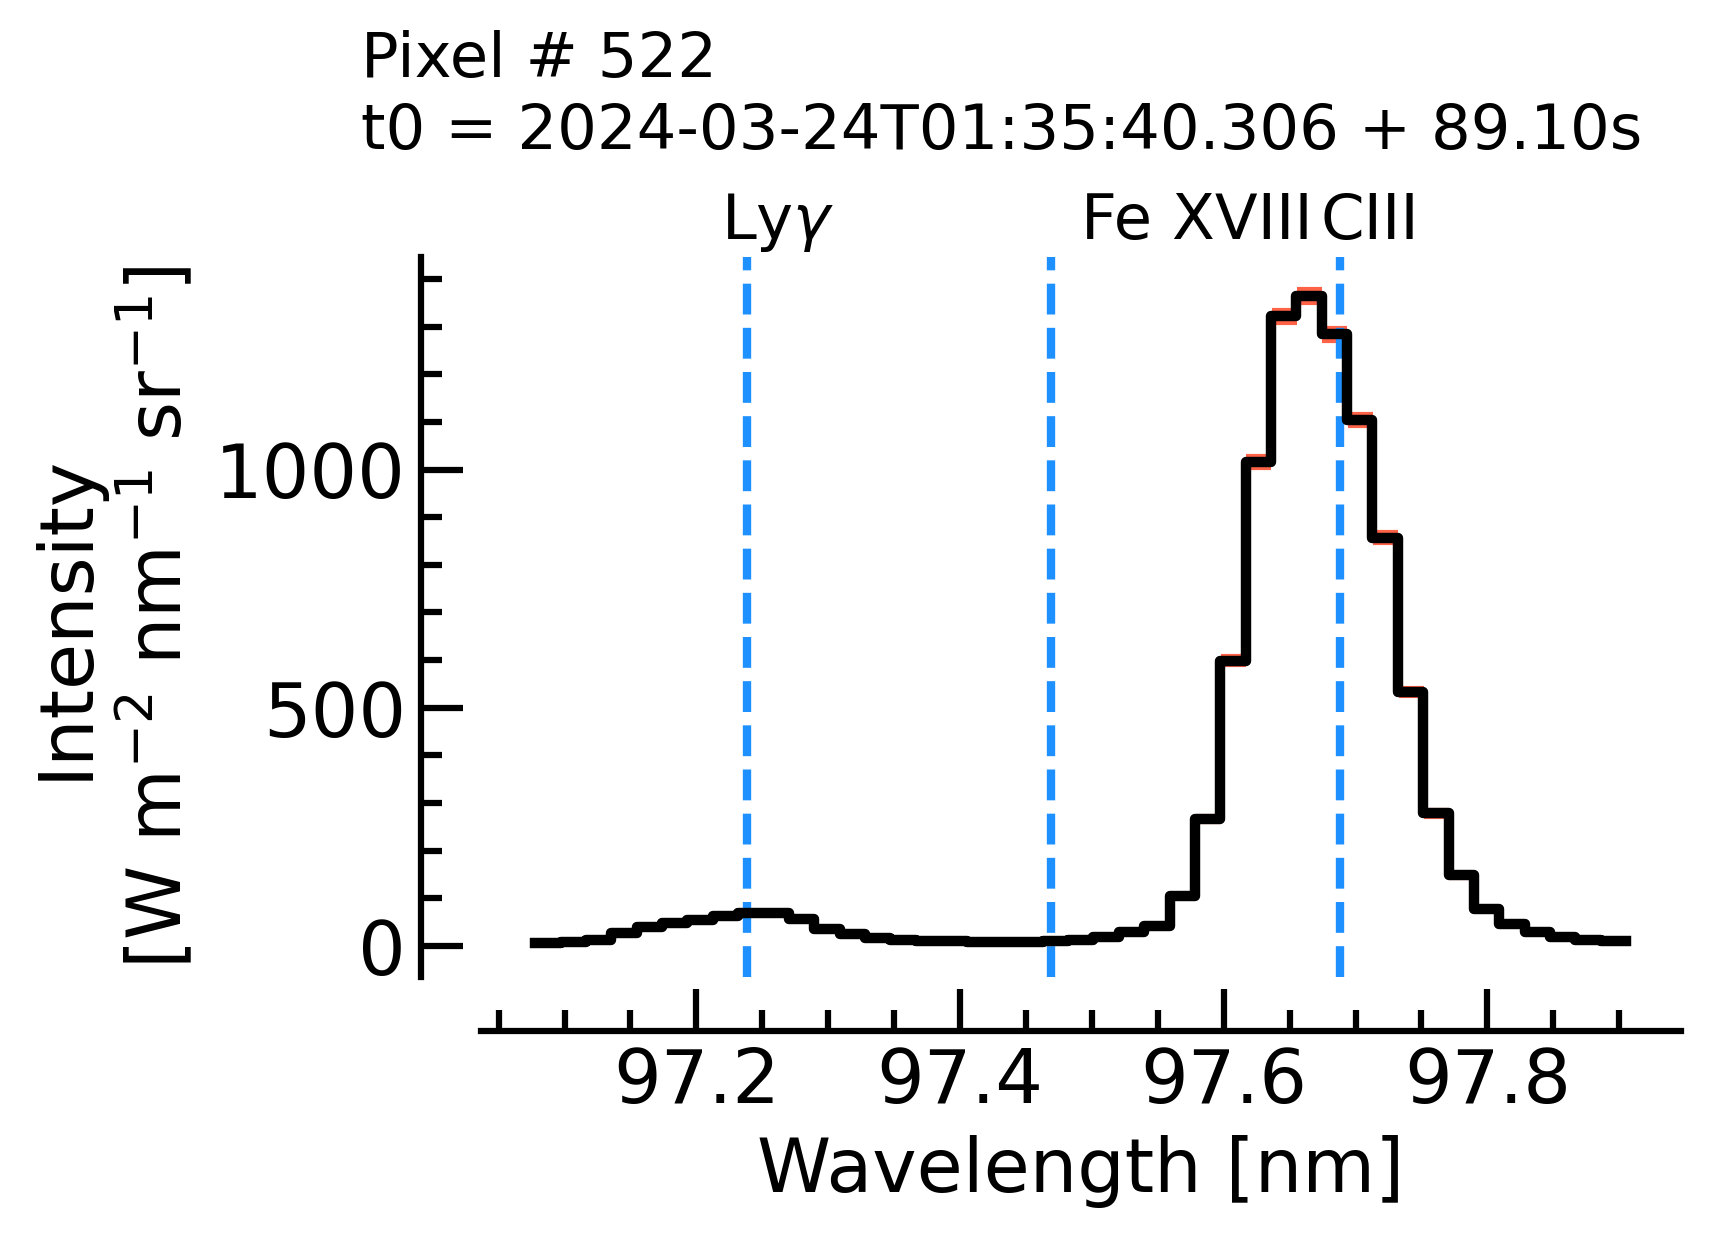 Pixel # 522
t0 = 2024-03-24T01:35:40.306 + 89.10s
Lyγ Fe XVIII CIII
Intensity
[W m⁻² nm⁻¹ sr⁻¹]
1000
500
0
97.2 97.4 97.6 97.8
Wavelength [nm]